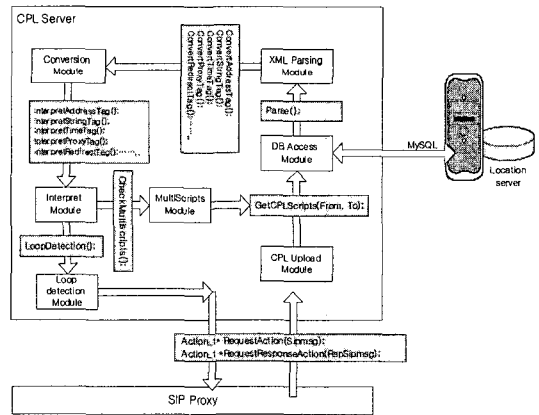 CPL Server
Conversion
Module
ConvertAddressTag();
ConvertStringTag();
ConvertTimeTag();
ConvertProxyTag();
ConvertRedirectTag(); ...,
XML Parsing
Module
InterpretAddressTag();
InterpretStringTag();
InterpretTimeTag();
InterpretProxyTag();
InterpretRedirectTag(); ...,
Parse();
DB Access
Module
MySQL
Location
server
Interpret
Module
CheckMultiscripts();
MultiScripts
Module
GetCPLScripts(From, To);
LoopDetection();
CPL Upload
Module
Loop
detection
Module
Action_t* RequestAction(Sipmsg);
Action_t *RequestResponseAction(RspSipmsg);
SIP Proxy